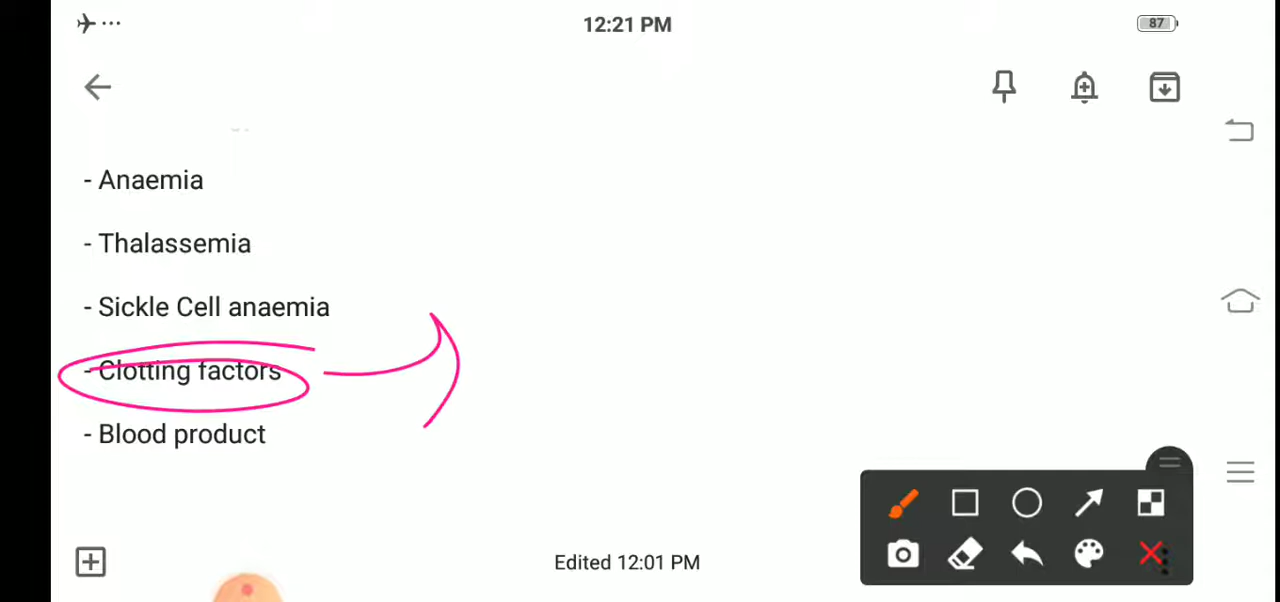 12:21 PM
87
- Anaemia
- Thalassemia
- Sickle Cell anaemia
- Clotting factors
- Blood product
Edited 12:01 PM